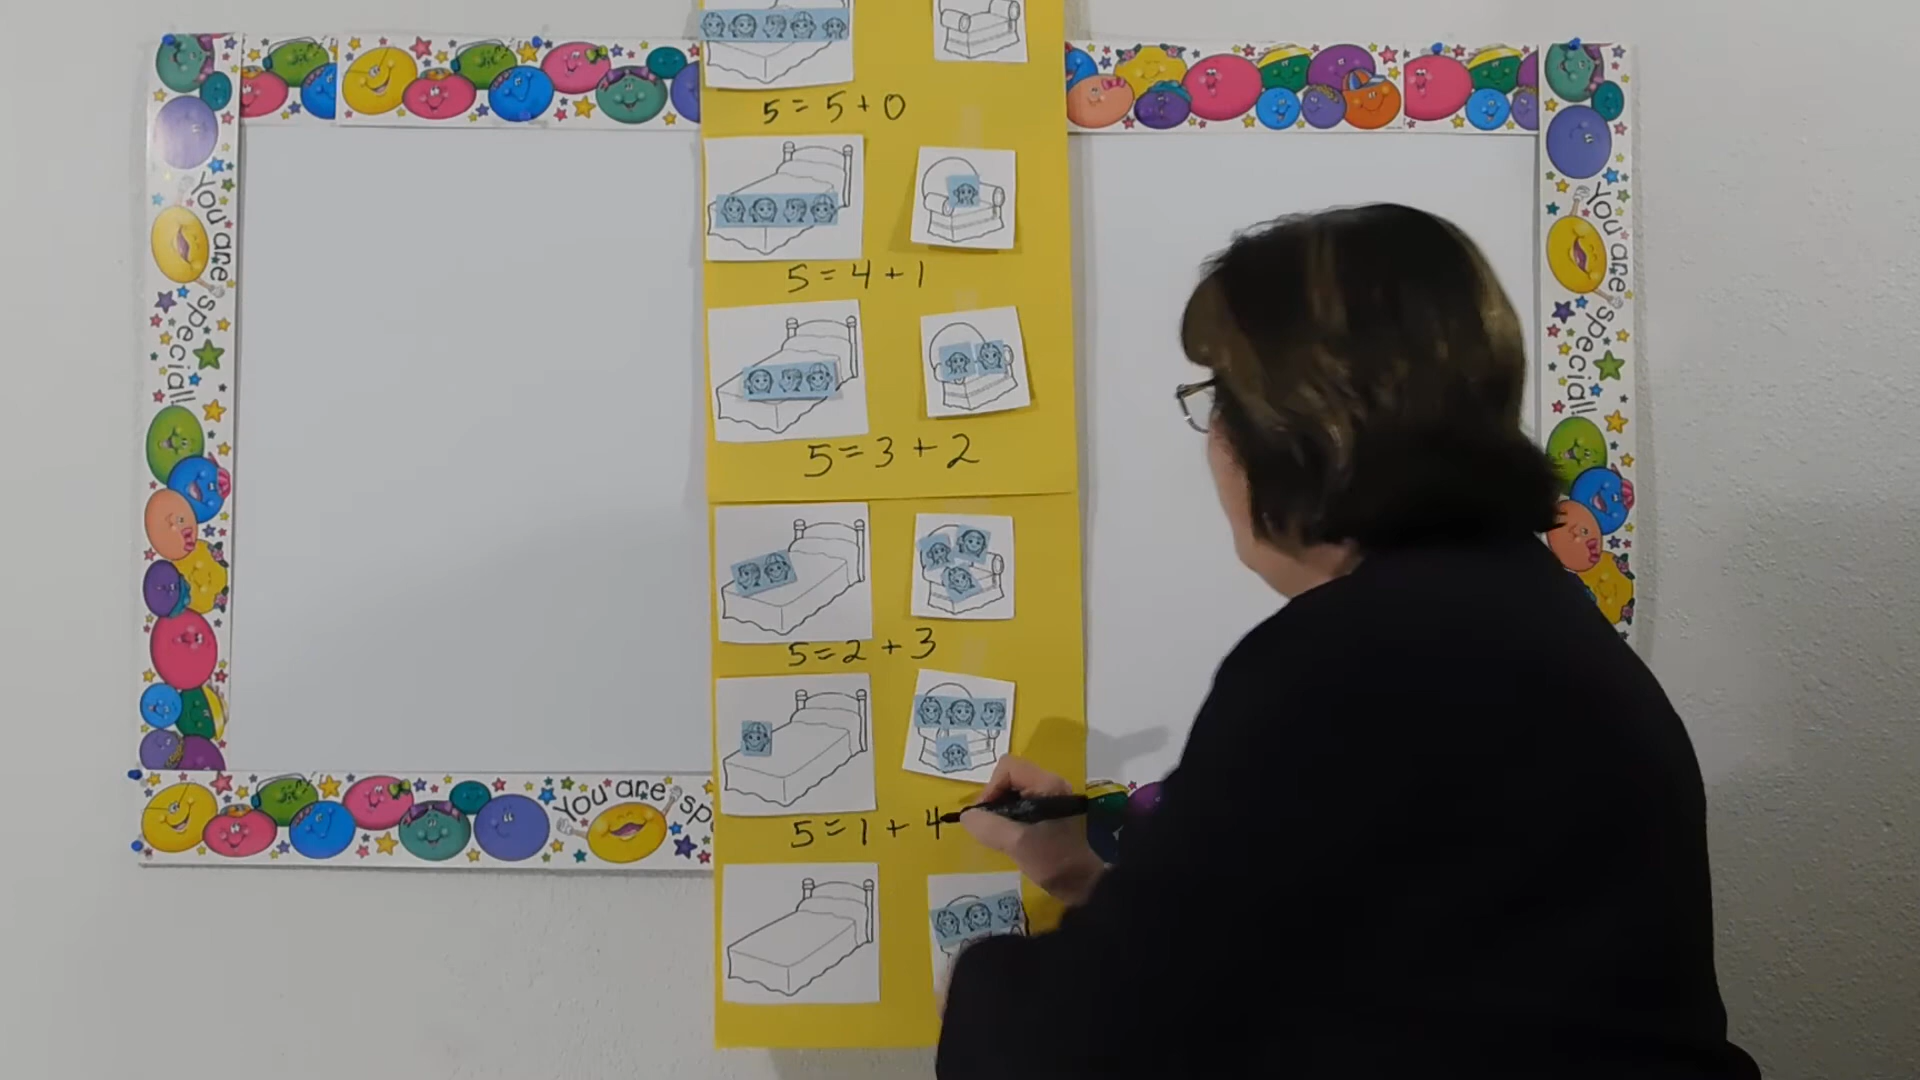 5 = 5 + 0
5 = 4 + 1
5 = 3 + 2
5 = 2 + 3
5 = 1 + 4
You are special!
You are special!
You are sp